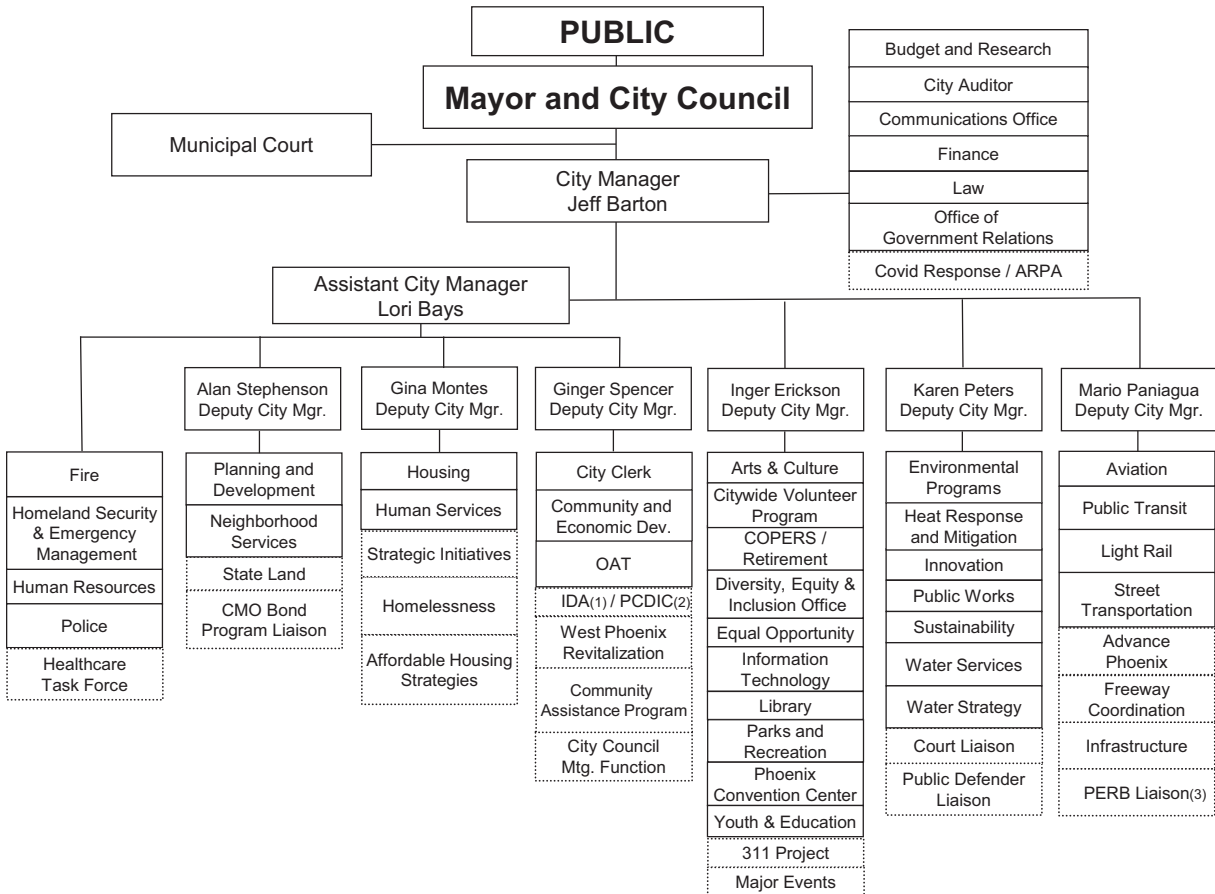 PUBLIC
Mayor and City Council
Municipal Court
City Manager
Jeff Barton
Budget and Research
City Auditor
Communications Office
Finance
Law
Office of
Government Relations
Covid Response / ARPA
Assistant City Manager
Lori Bays
Fire
Homeland Security
& Emergency
Management
Human Resources
Police
Healthcare
Task Force
Alan Stephenson
Deputy City Mgr.
Planning and
Development
Neighborhood
Services
State Land
CMO Bond
Program Liaison
Gina Montes
Deputy City Mgr.
Housing
Human Services
Strategic Initiatives
Homelessness
Affordable Housing
Strategies
Ginger Spencer
Deputy City Mgr.
City Clerk
Community and
Economic Dev.
OAT
IDA(1) / PCDIC(2)
West Phoenix
Revitalization
Community
Assistance Program
City Council
Mtg. Function
Inger Erickson
Deputy City Mgr.
Arts & Culture
Citywide Volunteer
Program
COPERS /
Retirement
Diversity, Equity &
Inclusion Office
Equal Opportunity
Information
Technology
Library
Parks and
Recreation
Phoenix
Convention Center
Youth & Education
311 Project
Major Events
Karen Peters
Deputy City Mgr.
Environmental
Programs
Heat Response
and Mitigation
Innovation
Public Works
Sustainability
Water Services
Water Strategy
Court Liaison
Public Defender
Liaison
Mario Paniagua
Deputy City Mgr.
Aviation
Public Transit
Light Rail
Street
Transportation
Advance
Phoenix
Freeway
Coordination
Infrastructure
PERB Liaison(3)